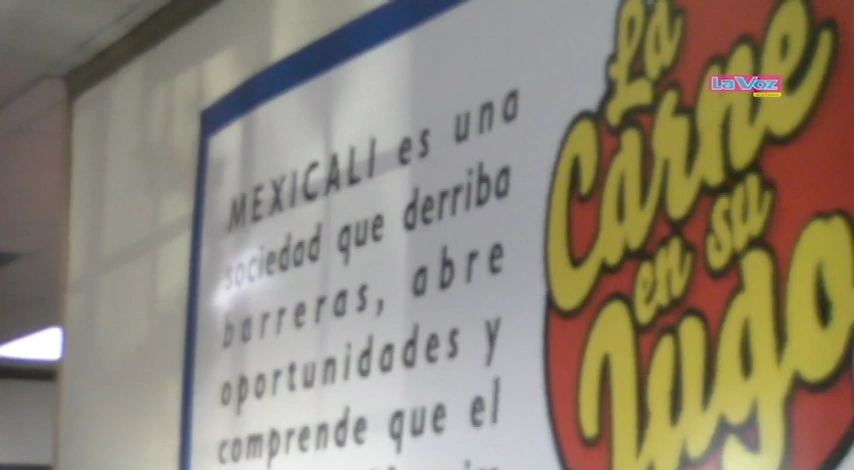 MEXICALI es una
sociedad que derriba
barreras, abre
oportunidades y
comprende que el
La
Carne
en su
Jugo
La Voz